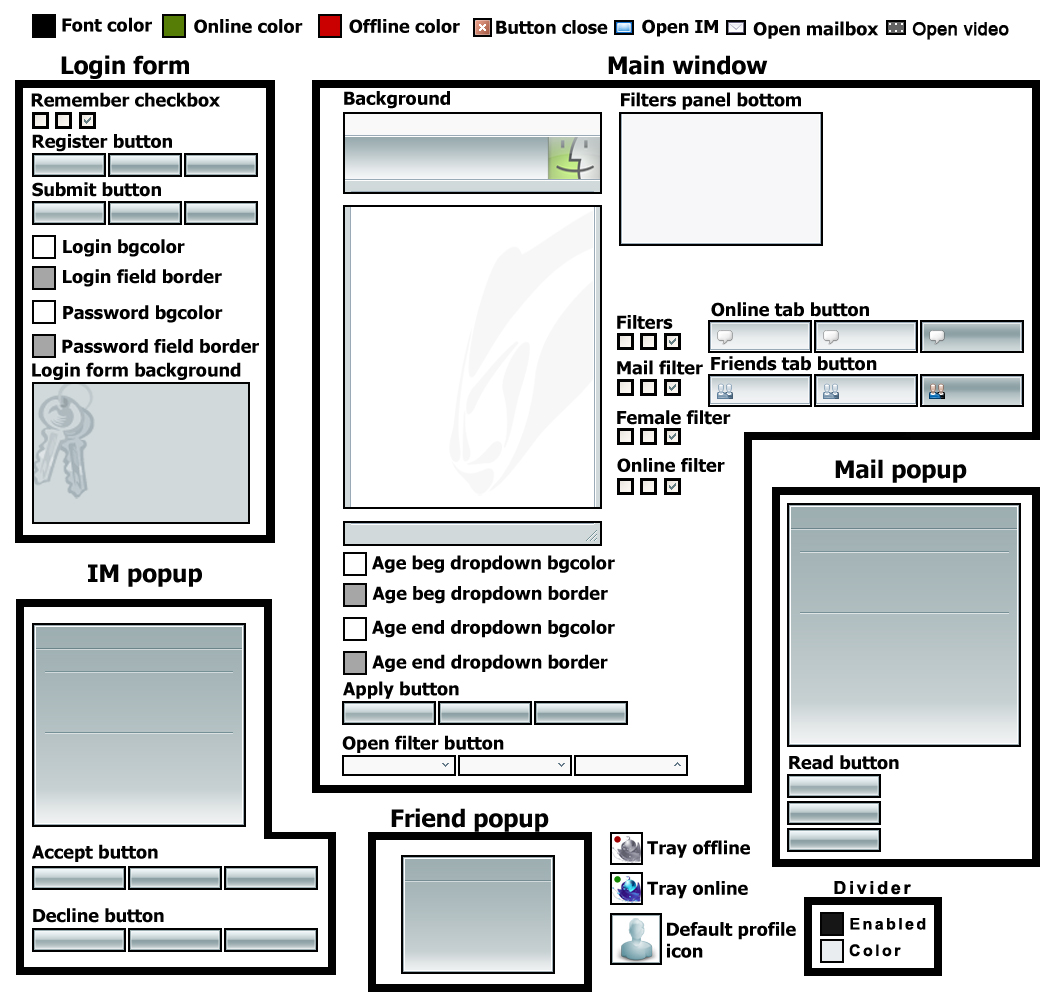 Font color Online color Offline color Button close Open IM Open mailbox Open video
Login form
Remember checkbox
Register button
Submit button
Login bgcolor
Login field border
Password bgcolor
Password field border
Login form background
Main window
Background
Filters panel bottom
Filters
Online tab button
Mail filter
Friends tab button
Female filter
Online filter
Age beg dropdown bgcolor
Age beg dropdown border
Age end dropdown bgcolor
Age end dropdown border
Apply button
Open filter button
Mail popup
Read button
IM popup
Accept button
Decline button
Friend popup
Tray offline
Tray online
Default profile
icon
Divider
Enabled
Color